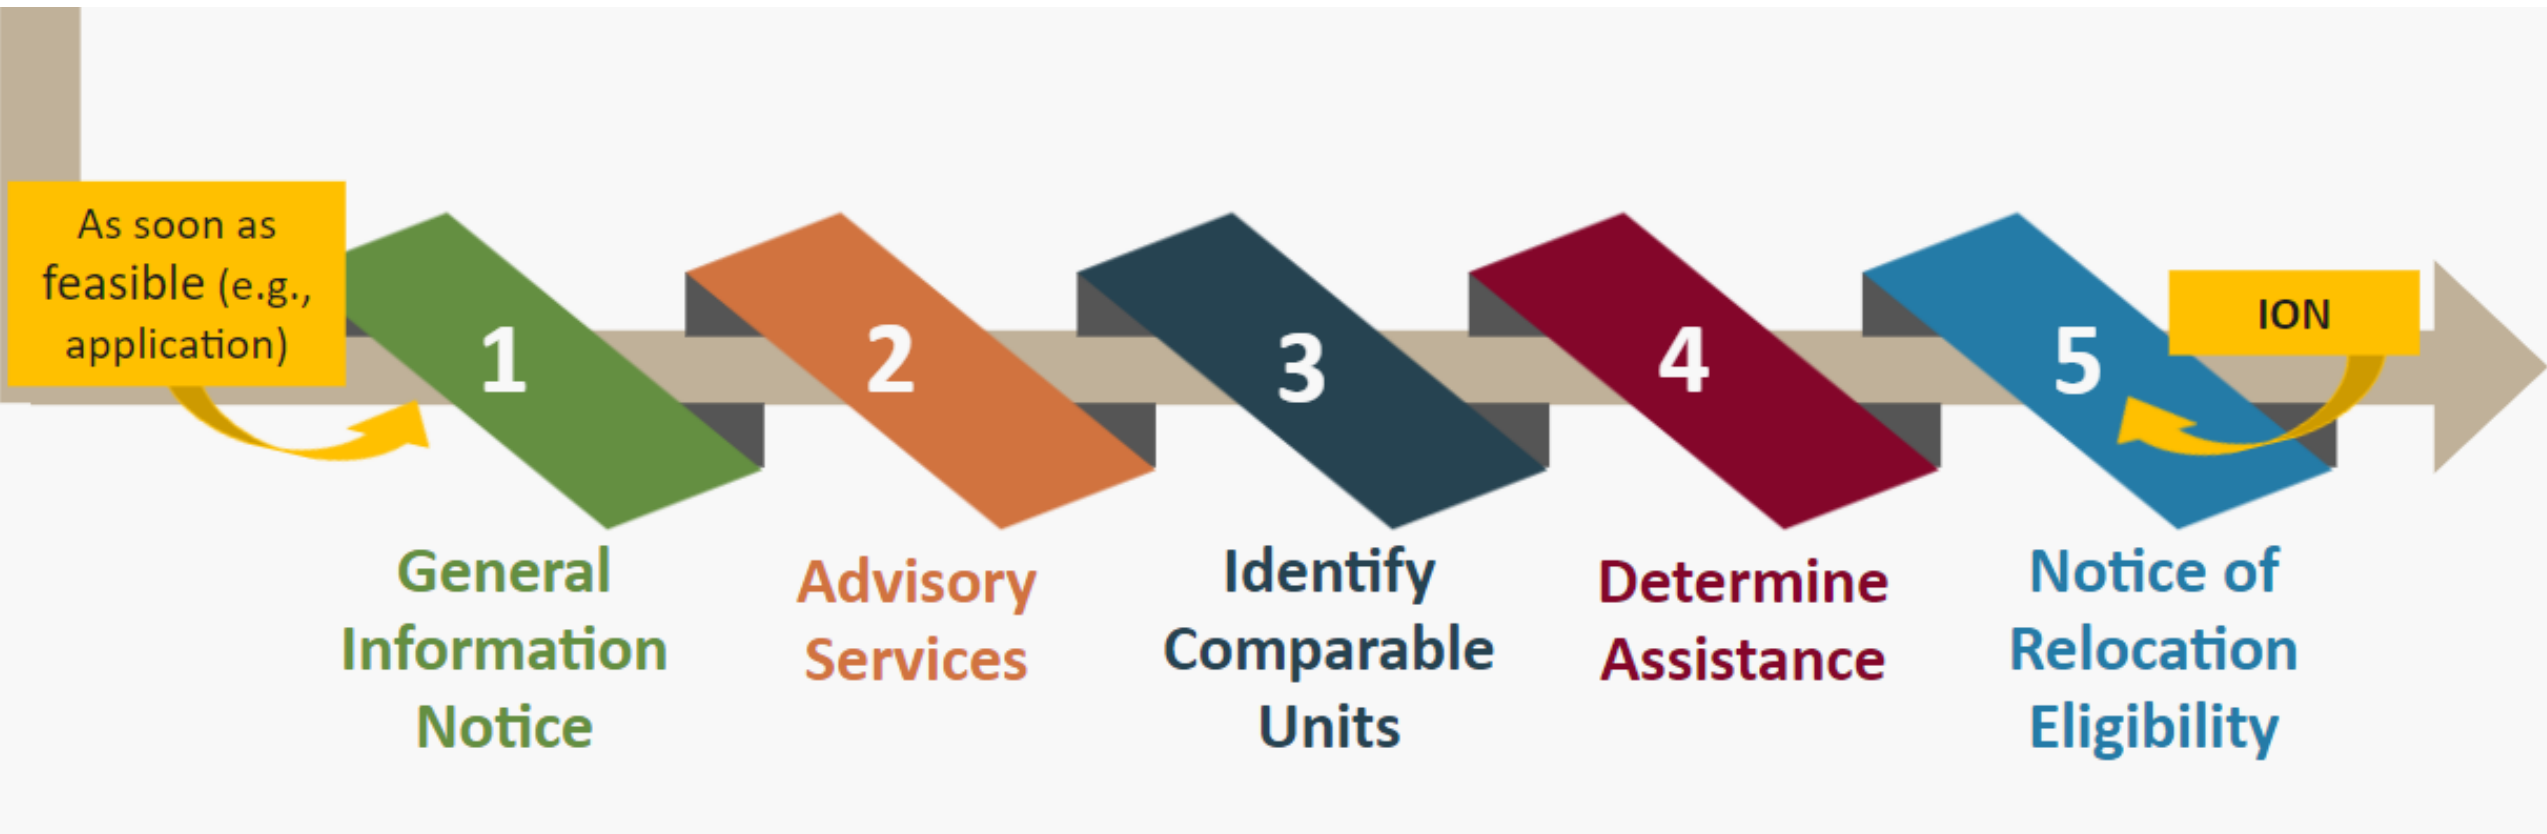 As soon as
feasible (e.g.,
application)
1
2
3
4
5
ION
General
Information
Notice
Advisory
Services
Identify
Comparable
Units
Determine
Assistance
Notice of
Relocation
Eligibility